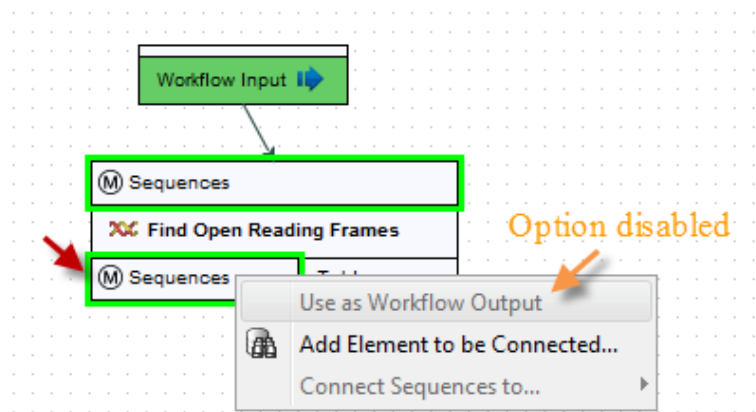 Workflow Input
M Sequences
Find Open Reading Frames
Option disabled
M Sequences
Use as Workflow Output
Add Element to be Connected...
Connect Sequences to...